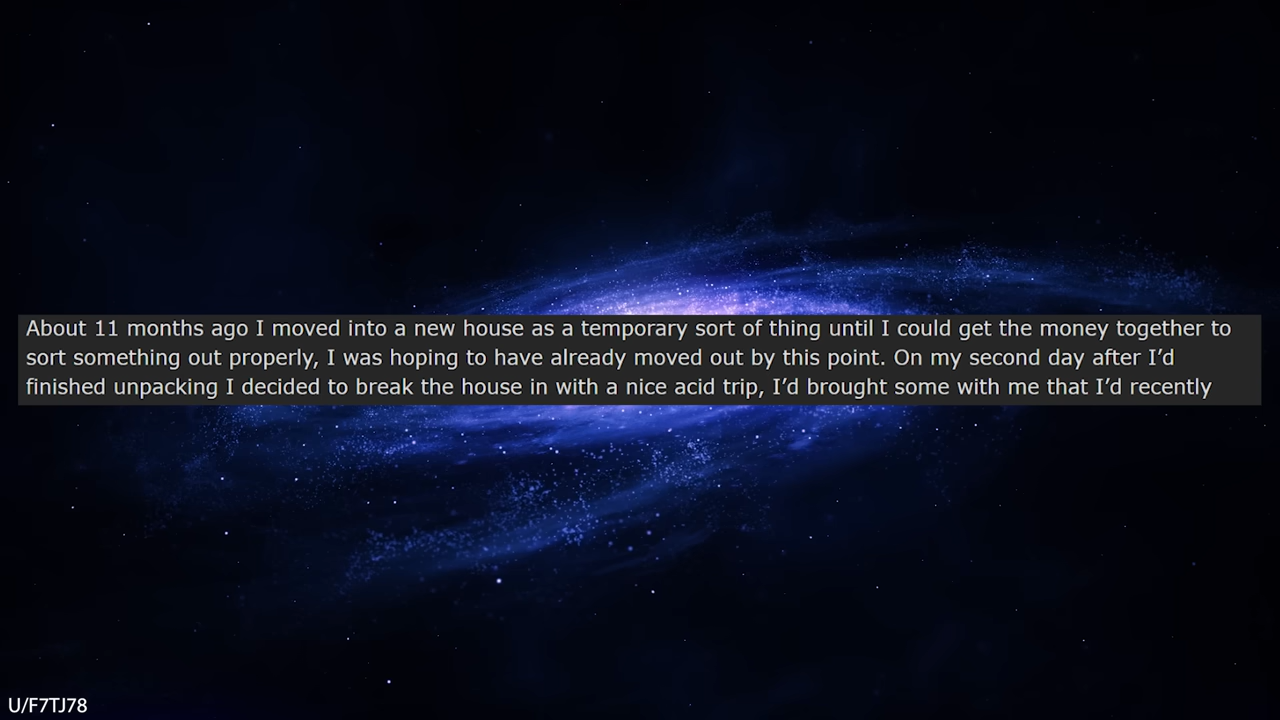 About 11 months ago I moved into a new house as a temporary sort of thing until I could get the money together to
sort something out properly, I was hoping to have already moved out by this point. On my second day after I’d
finished unpacking I decided to break the house in with a nice acid trip, I’d brought some with me that I’d recently
U/F7TJ78